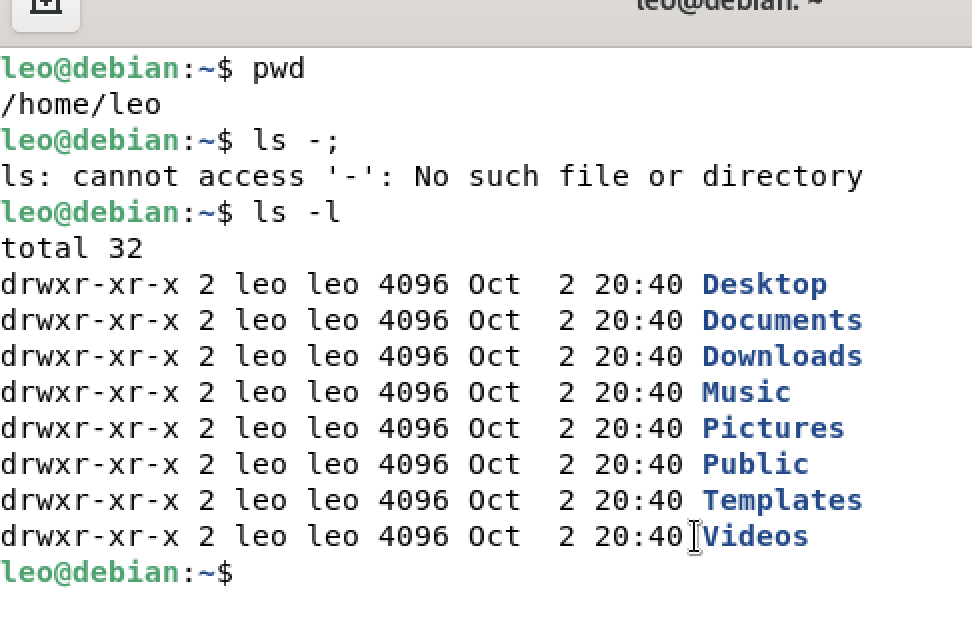 leo@debian: ~
leo@debian:~$ pwd
/home/leo
leo@debian:~$ ls -;
ls: cannot access '-': No such file or directory
leo@debian:~$ ls -l
total 32
drwxr-xr-x 2 leo leo 4096 Oct  2 20:40 Desktop
drwxr-xr-x 2 leo leo 4096 Oct  2 20:40 Documents
drwxr-xr-x 2 leo leo 4096 Oct  2 20:40 Downloads
drwxr-xr-x 2 leo leo 4096 Oct  2 20:40 Music
drwxr-xr-x 2 leo leo 4096 Oct  2 20:40 Pictures
drwxr-xr-x 2 leo leo 4096 Oct  2 20:40 Public
drwxr-xr-x 2 leo leo 4096 Oct  2 20:40 Templates
drwxr-xr-x 2 leo leo 4096 Oct  2 20:40 Videos
leo@debian:~$